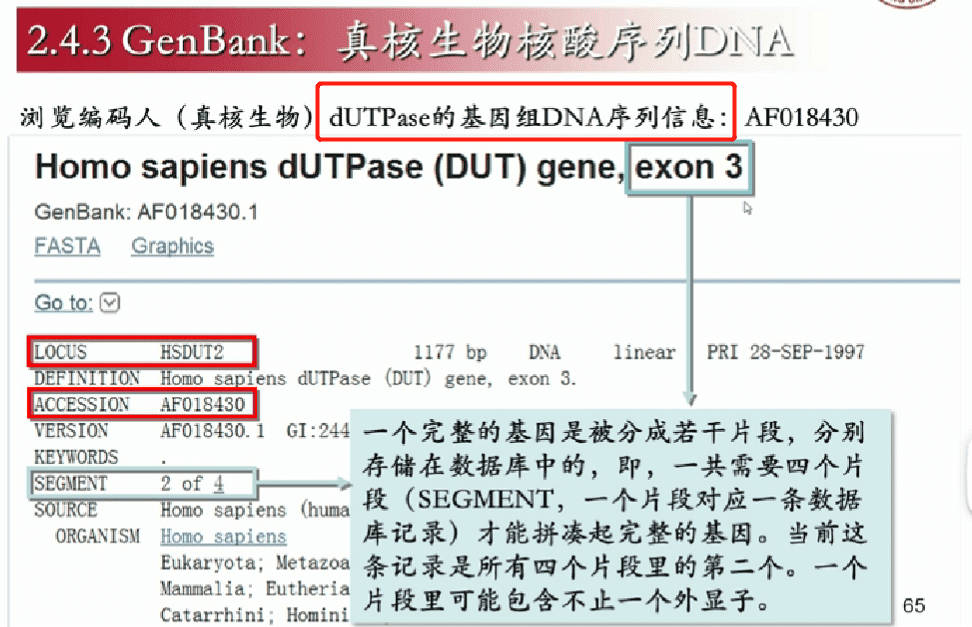 2.4.3 GenBank：真核生物核酸序列DNA
浏览编码人（真核生物）dUTPase的基因组DNA序列信息：AF018430
Homo sapiens dUTPase (DUT) gene, exon 3
GenBank: AF018430.1
FASTA Graphics
Go to:
LOCUS HSDUT2 1177 bp DNA linear PRI 28-SEP-1997
DEFINITION Homo sapiens dUTPase (DUT) gene, exon 3.
ACCESSION AF018430
VERSION AF018430.1 GI:244
KEYWORDS .
SEGMENT 2 of 4
SOURCE Homo sapiens (huma
ORGANISM Homo sapiens
Eukaryota; Metazoa
Mammalia; Eutheria
Catarrhini; Homini
一个完整的基因是被分成若干片段，分别
存储在数据库中的，即，一共需要四个片
段（SEGMENT，一个片段对应一条数据
库记录）才能拼凑起完整的基因。当前这
条记录是所有四个片段里的第二个。一个
片段里可能包含不止一个外显子。
65